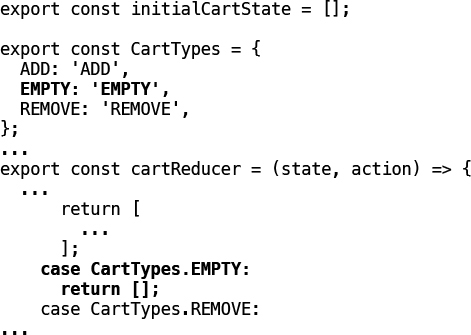 export const initialCartState = [];

export const CartTypes = {
  ADD: 'ADD',
  EMPTY: 'EMPTY',
  REMOVE: 'REMOVE',
};
...
export const cartReducer = (state, action) => {
  ...
      return [
        ...
      ];
    case CartTypes.EMPTY:
      return [];
    case CartTypes.REMOVE:
...